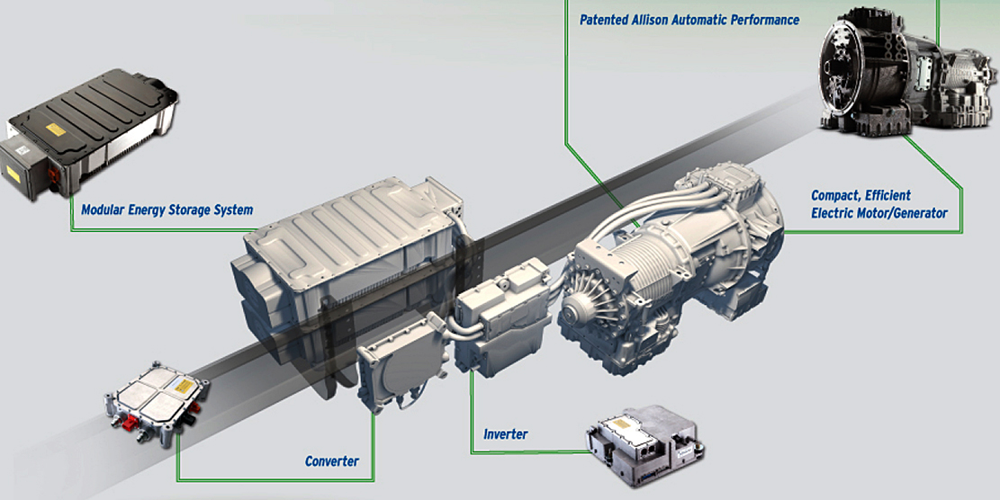 Patented Allison Automatic Performance
Modular Energy Storage System
Compact, Efficient
Electric Motor/Generator
Inverter
Converter